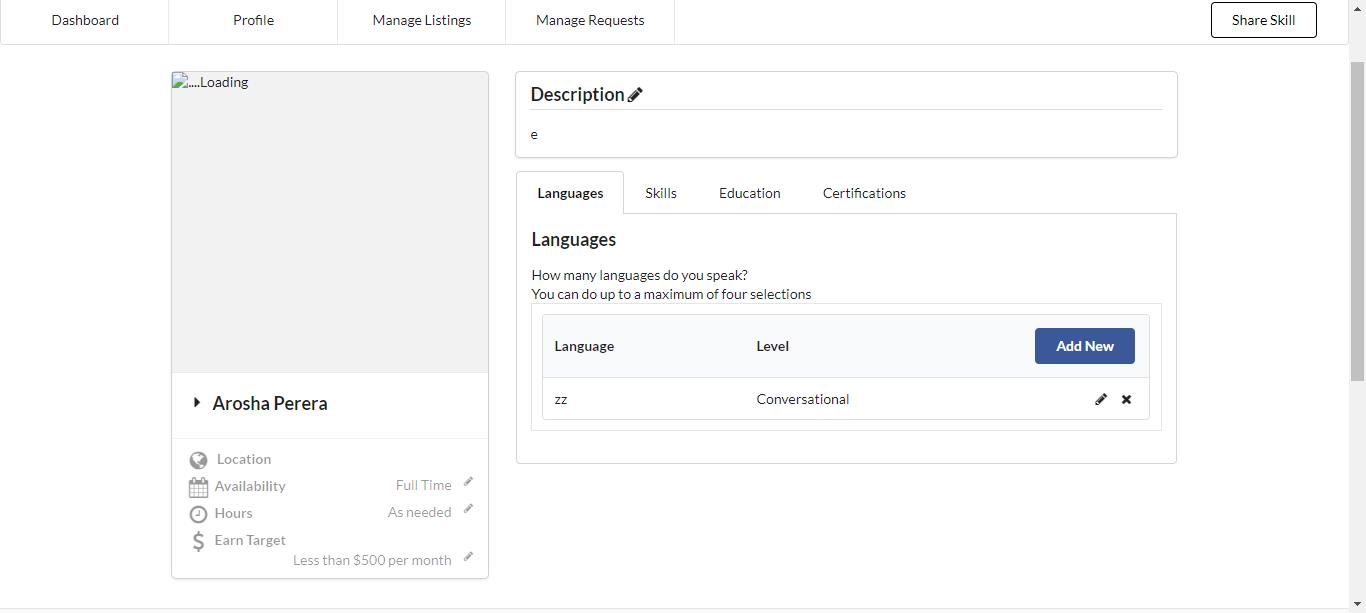 Dashboard Profile Manage Listings Manage Requests Share Skill
....Loading
Arosha Perera
Location
Availability Full Time
Hours As needed
Earn Target
Less than $500 per month
Description
e
Languages Skills Education Certifications
Languages
How many languages do you speak?
You can do up to a maximum of four selections
Language Level Add New
zz Conversational